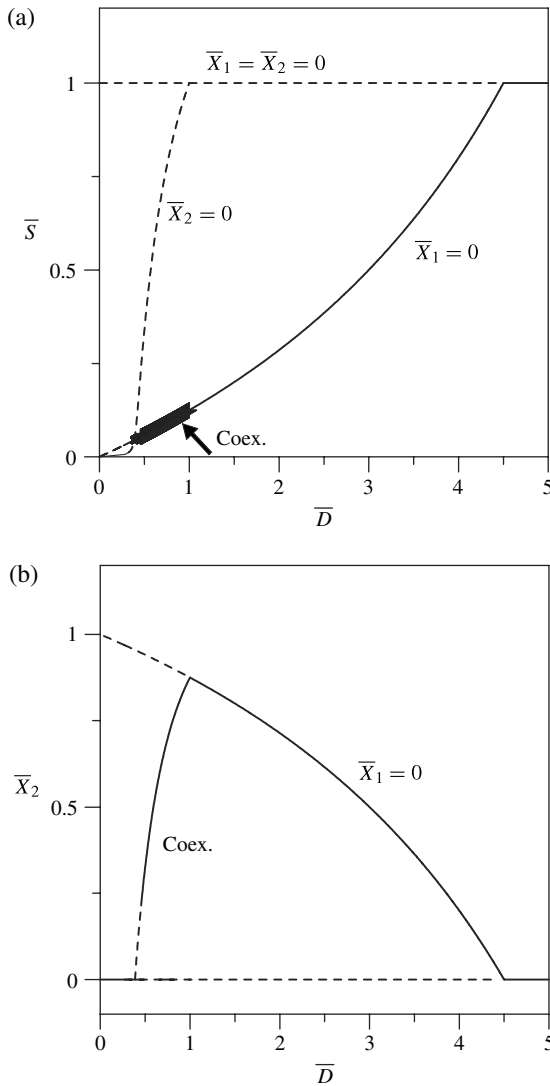 (a)
X̅₁ = X̅₂ = 0
1
X̅₂ = 0
S̅
X̅₁ = 0
0.5
Coex.
0
0 1 2 3 4 5
D̅
(b)
1
X̅₁ = 0
X̅₂
0.5
Coex.
0
0 1 2 3 4 5
D̅